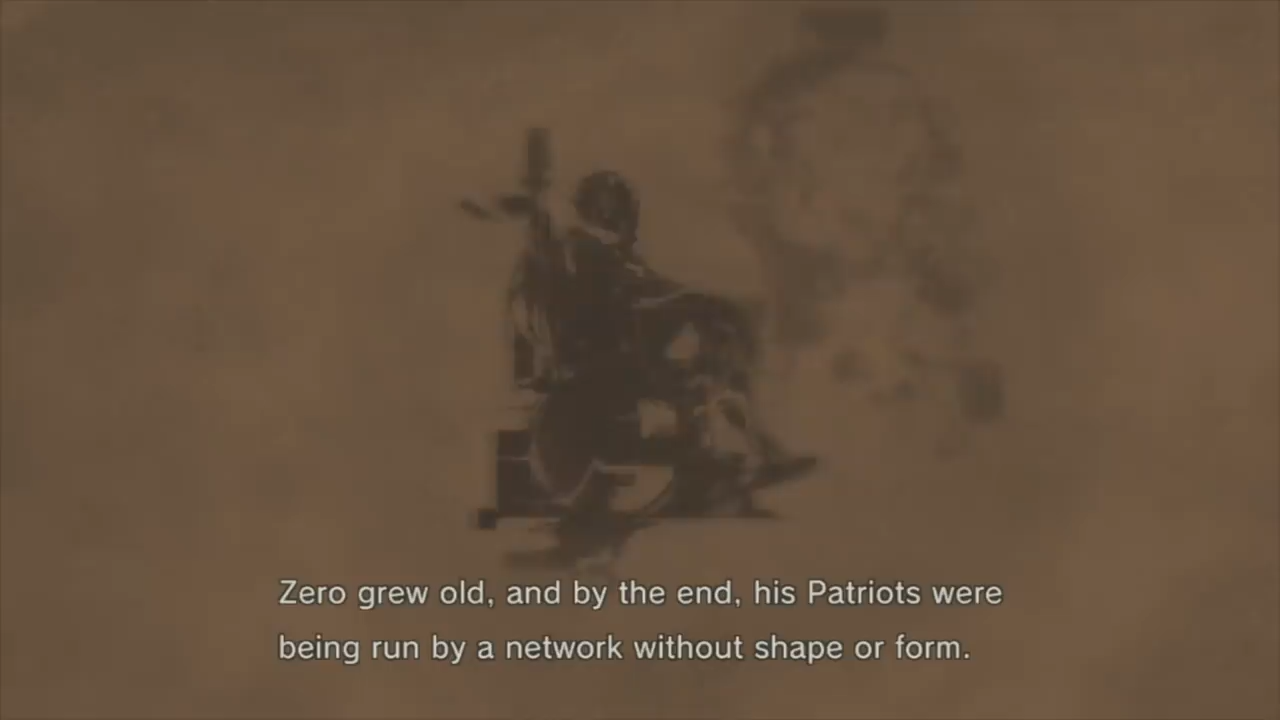 Zero grew old, and by the end, his Patriots were
being run by a network without shape or form.